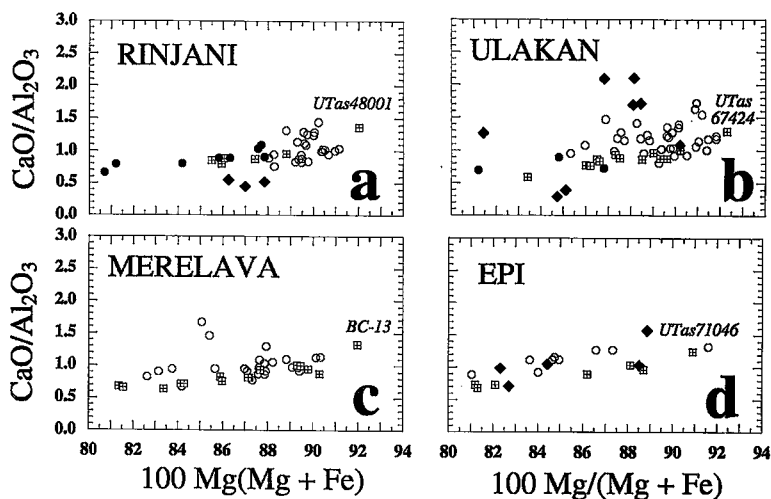 3.0
2.5
2.0
1.5
1.0
0.5
0.0
CaO/Al₂O₃
RINJANI
UTas48001
a
ULAKAN
UTas
67424
b
3.0
2.5
2.0
1.5
1.0
0.5
0.0
CaO/Al₂O₃
MERELAVA
BC-13
c
EPI
UTas71046
d
80 82 84 86 88 90 92 94
82 84 86 88 90 92 94
100 Mg(Mg + Fe)
100 Mg/(Mg + Fe)